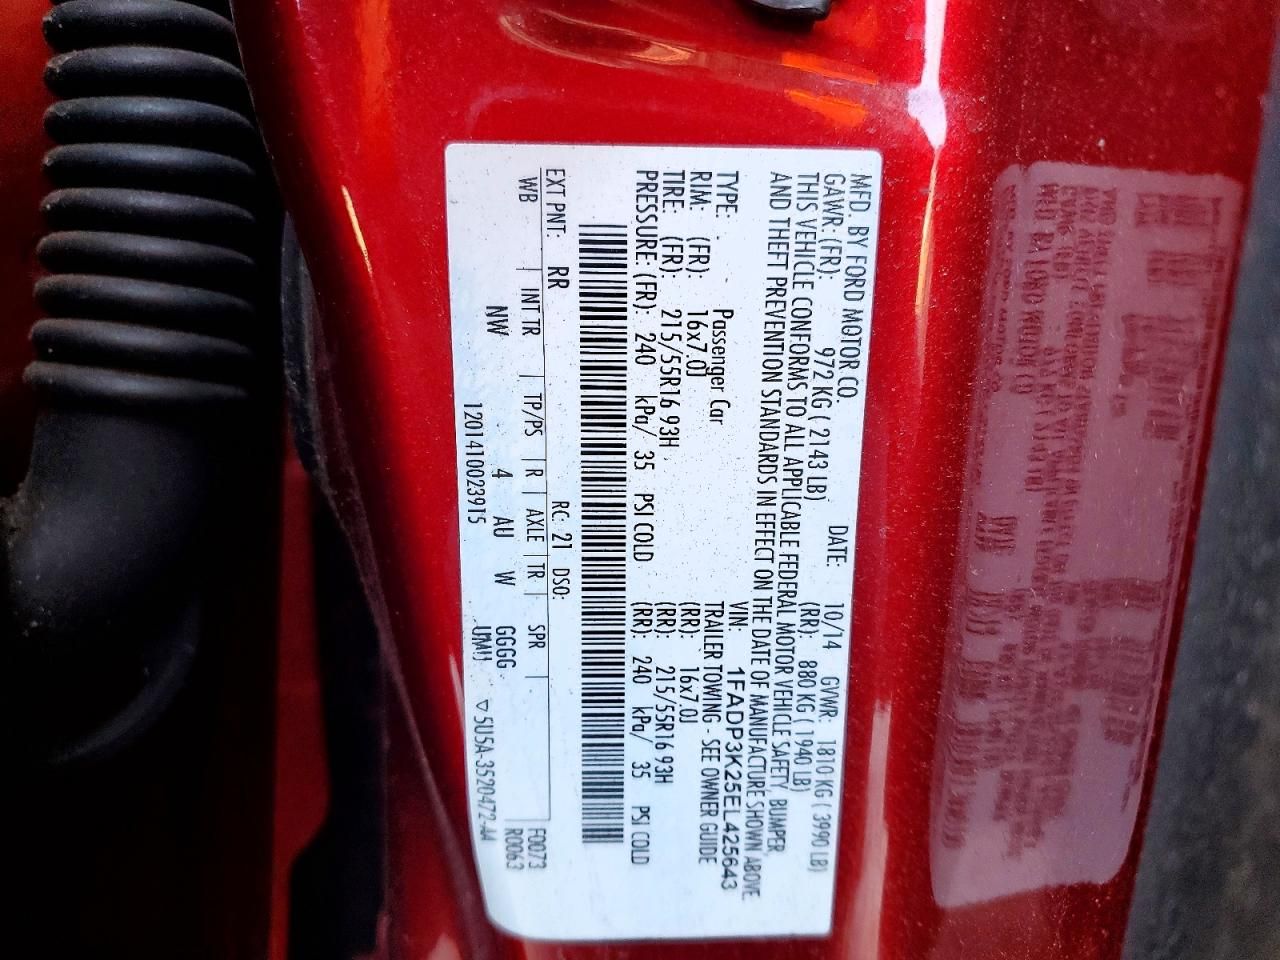 MFD. BY FORD MOTOR CO.
DATE: 10/14 GVWR: 1810 KG ( 3990 LB)
GAWR: (FR): 972 KG ( 2143 LB) (RR): 880 KG ( 1940 LB)
THIS VEHICLE CONFORMS TO ALL APPLICABLE FEDERAL MOTOR VEHICLE SAFETY, BUMPER,
AND THEFT PREVENTION STANDARDS IN EFFECT ON THE DATE OF MANUFACTURE SHOWN ABOVE
VIN: 1FADP3K25EL425643
TYPE: Passenger Car TRAILER TOWING - SEE OWNER GUIDE
RIM: (FR): 16x7.0J (RR): 16x7.0J
TIRE: (FR): 215/55R16 93H (RR): 215/55R16 93H
PRESSURE: (FR): 240 kPa/ 35 PSI COLD (RR): 240 kPa/ 35 PSI COLD
EXT PNT: RR RC: 21 DSO: F0073
WB INT TR TP/PS R AXLE TR SPR R0063
NW 4 AU W GGGG
120141002391​5 UMU ▽ 5U5A-3520472-AA